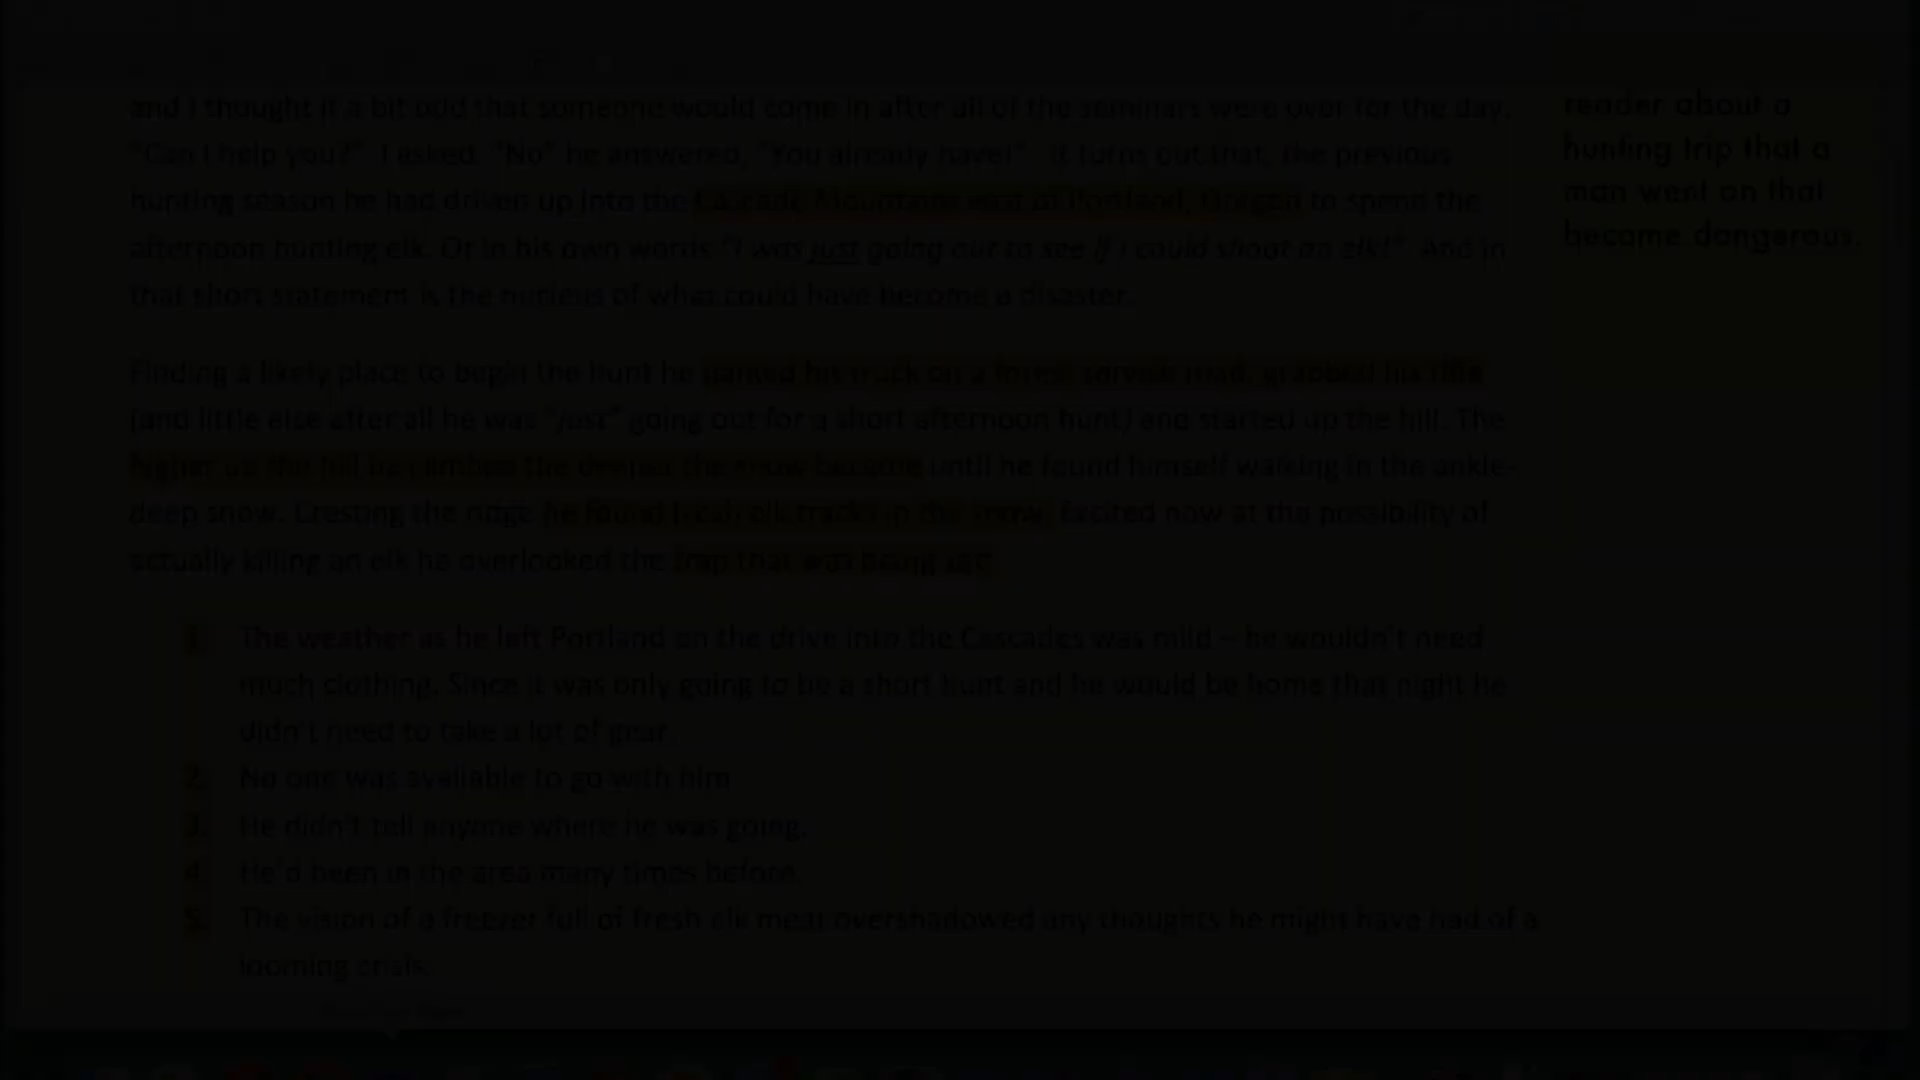 and I thought it a bit odd that someone would come in after all of the seminars were over for the day.
"Can I help you?" I asked. "No" he answered, "You already have!" It turns out that, the previous
hunting season he had driven up into the Cascade Mountains east of Portland, Oregon to spend the
afternoon hunting elk. Or in his own words "I was just going out to see if I could shoot an elk!" And in
that short statement is the nucleus of what could have become a disaster.
Finding a likely place to begin the hunt he parked his truck on a forest service road, grabbed his rifle
(and little else after all he was "just" going out for a short afternoon hunt) and started up the hill. The
higher up the hill he climbed the deeper the snow became until he found himself walking in the ankle-
deep snow. Cresting the ridge he found fresh elk tracks in the snow. Excited now at the possibility of
actually killing an elk he overlooked the trap that was being set:
1. The weather as he left Portland on the drive into the Cascades was mild – he wouldn't need
much clothing. Since it was only going to be a short hunt and he would be home that night he
didn't need to take a lot of gear.
2. No one was available to go with him
3. He didn't tell anyone where he was going.
4. He'd been in the area many times before.
5. The vision of a freezer full of fresh elk meat overshadowed any thoughts he might have had of a
looming crisis.
reader about a
hunting trip that a
man went on that
became dangerous.